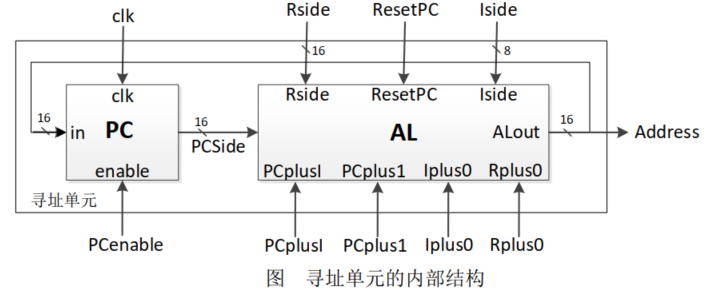 clk Rside ResetPC Iside
16 8
clk Rside ResetPC Iside
16 in PC 16 AL ALout 16 Address
PCSide
enable PCplusI PCplus1 Iplus0 Rplus0
寻址单元
PCenable PCplusI PCplus1 Iplus0 Rplus0
图 寻址单元的内部结构